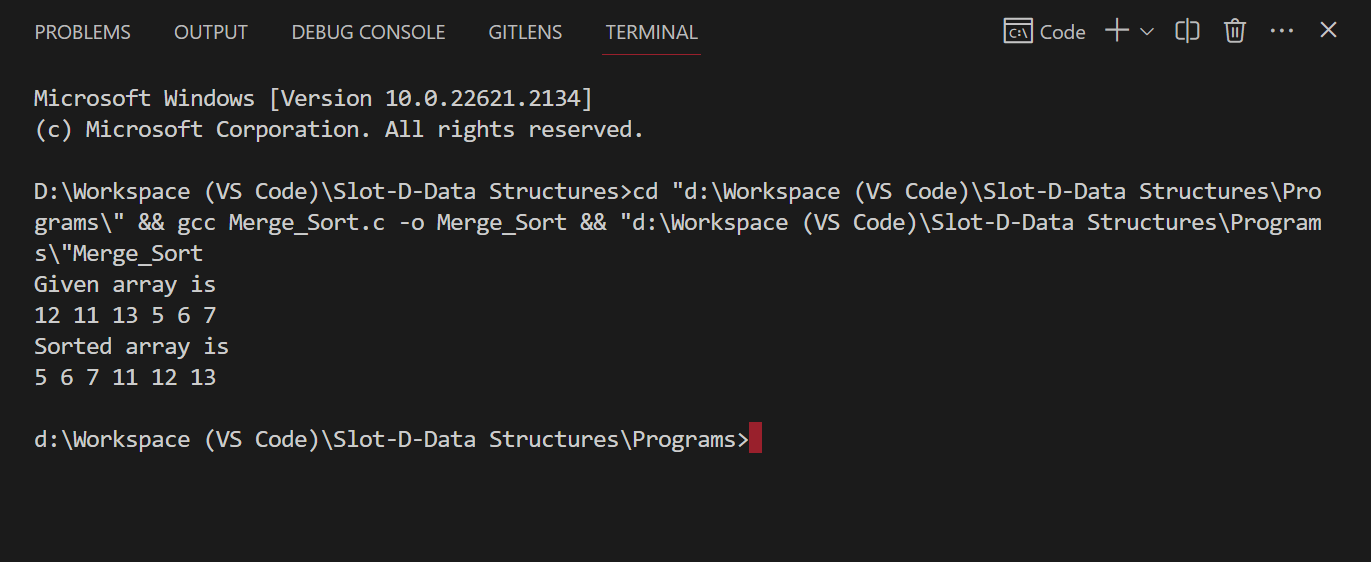 PROBLEMS OUTPUT DEBUG CONSOLE GITLENS TERMINAL C:\ Code
Microsoft Windows [Version 10.0.22621.2134]
(c) Microsoft Corporation. All rights reserved.
D:\Workspace (VS Code)\Slot-D-Data Structures>cd "d:\Workspace (VS Code)\Slot-D-Data Structures\Pro
grams\" && gcc Merge_Sort.c -o Merge_Sort && "d:\Workspace (VS Code)\Slot-D-Data Structures\Program
s\"Merge_Sort
Given array is
12 11 13 5 6 7
Sorted array is
5 6 7 11 12 13
d:\Workspace (VS Code)\Slot-D-Data Structures\Programs>